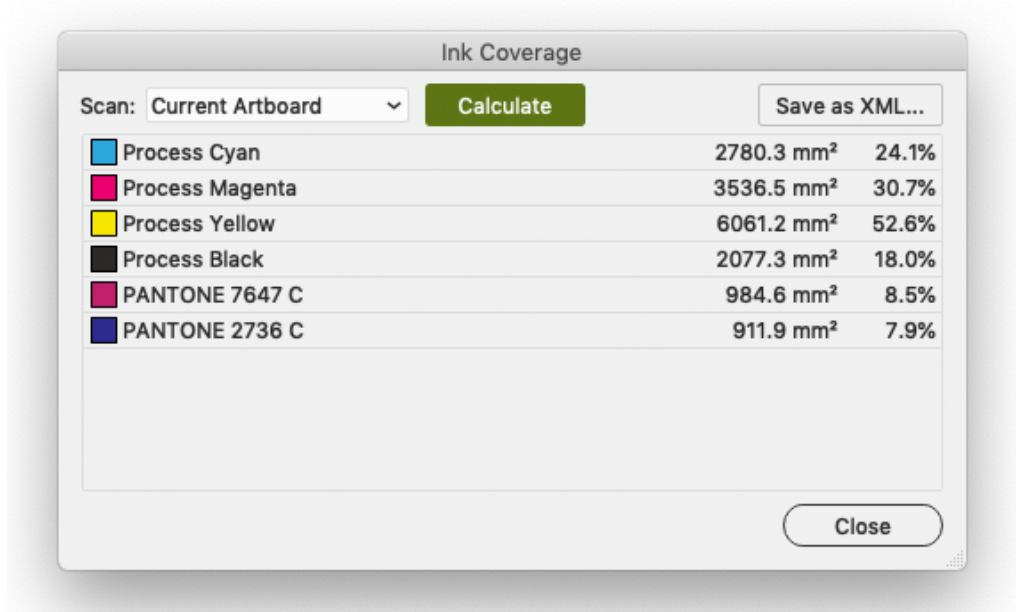 Ink Coverage
Scan: Current Artboard Calculate Save as XML...
Process Cyan 2780.3 mm² 24.1%
Process Magenta 3536.5 mm² 30.7%
Process Yellow 6061.2 mm² 52.6%
Process Black 2077.3 mm² 18.0%
PANTONE 7647 C 984.6 mm² 8.5%
PANTONE 2736 C 911.9 mm² 7.9%
Close